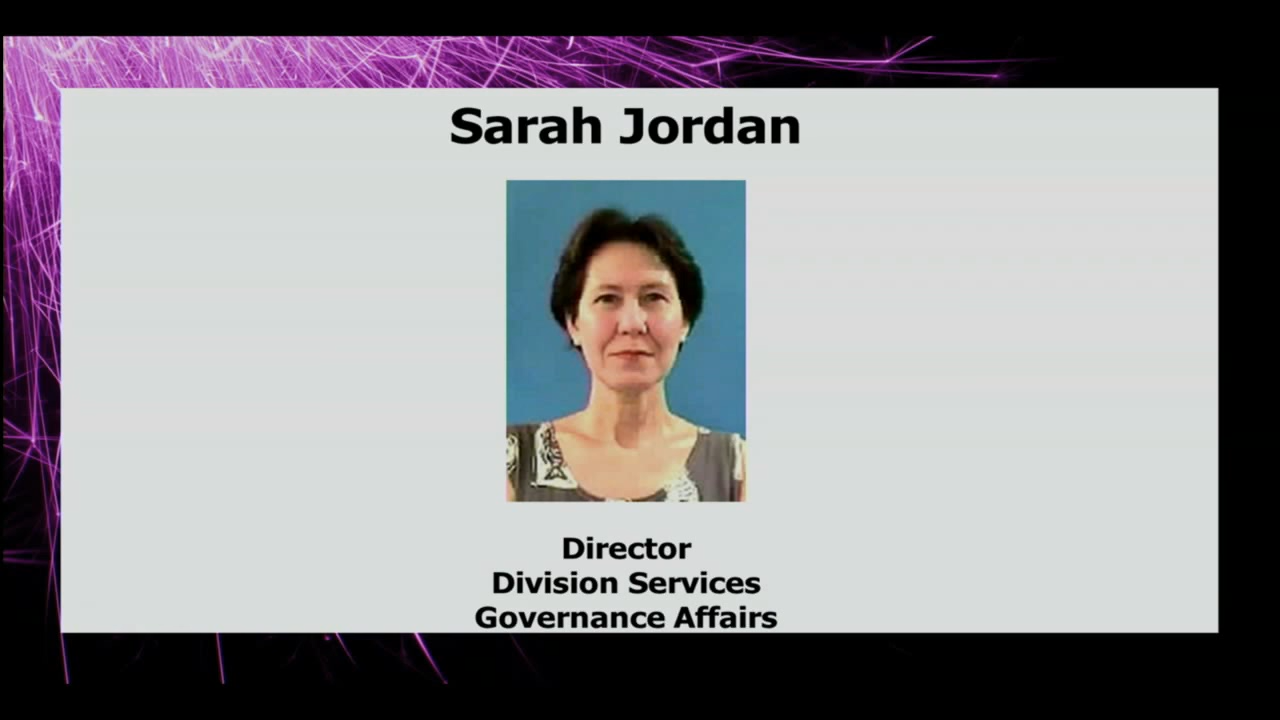 Sarah Jordan
Director
Division Services
Governance Affairs